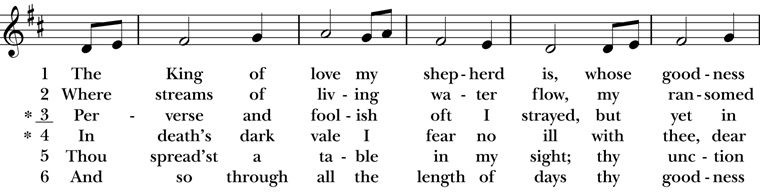 1 The King of love my shep - herd is, whose good - ness
2 Where streams of liv - ing wa - ter flow, my ran - somed
* 3 Per - verse and fool - ish oft I strayed, but yet in
* 4 In death’s dark vale I fear no ill with thee, dear
5 Thou spread’st a ta - ble in my sight; thy unc - tion
6 And so through all the length of days thy good - ness